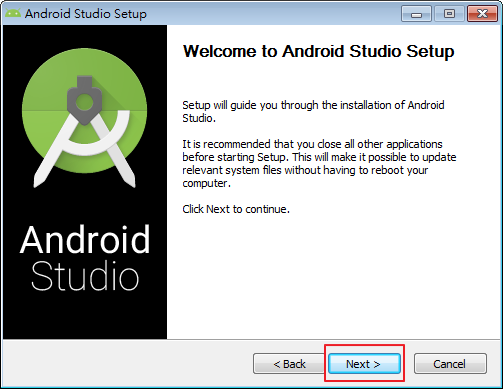 Android Studio Setup
Welcome to Android Studio Setup
Setup will guide you through the installation of Android
Studio.
It is recommended that you close all other applications
before starting Setup. This will make it possible to update
relevant system files without having to reboot your
computer.
Click Next to continue.
Android
Studio
< Back
Next >
Cancel